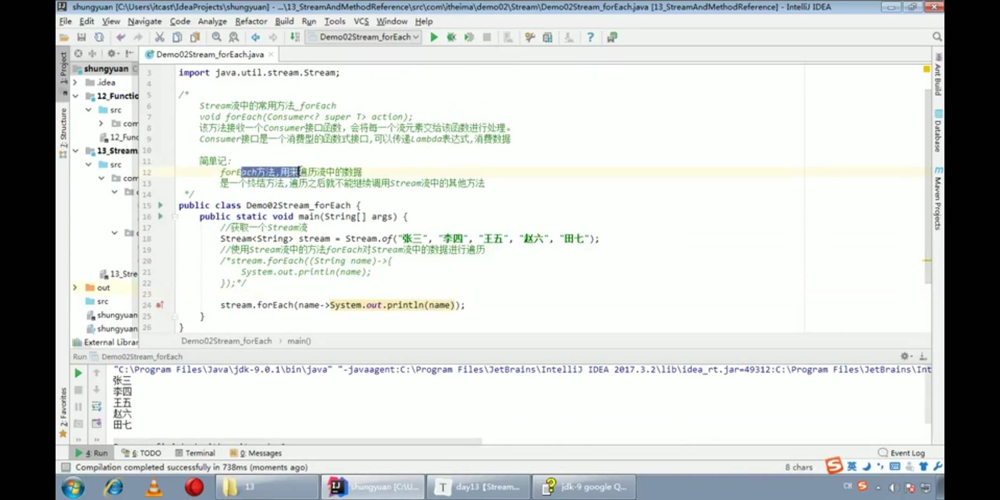 shungyuan [C:\Users\itcast\IdeaProjects\shungyuan] - ...\13_StreamAndMethodReference\src\com\itheima\demo02\Stream\Demo02Stream_forEach.java [13_StreamAndMethodReference] - IntelliJ IDEA
File Edit View Navigate Code Analyze Refactor Build Run Tools VCS Window Help
Demo02Stream_forEach
Demo02Stream_forEach.java
1: Project
7: Structure
2: Favorites
shungyuan
.idea
12_Functic
src
com
12_Func
13_Stream
src
com
13_Stre
out
src
shungyuan
shungyuan
External Librar
3 import java.util.stream.Stream;
4
5 /*
6 Stream流中的常用方法_forEach
7 void forEach(Consumer<? super T> action);
8 该方法接收一个Consumer接口函数，会将每一个流元素交给该函数进行处理。
9 Consumer接口是一个消费型的函数式接口,可以传递Lambda表达式,消费数据
10
11 简单记:
12 forEach方法,用来遍历流中的数据
13 是一个终结方法,遍历之后就不能继续调用Stream流中的其他方法
14 */
15 public class Demo02Stream_forEach {
16 public static void main(String[] args) {
17 //获取一个Stream流
18 Stream<String> stream = Stream.of("张三", "李四", "王五", "赵六", "田七");
19 //使用Stream流中的方法forEach对Stream流中的数据进行遍历
20 /*stream.forEach((String name)->{
21 System.out.println(name);
22 });*/
23
24 stream.forEach(name->System.out.println(name));
25 }
26 }
Demo02Stream_forEach › main()
Ant Build
Database
Maven Projects
Run Demo02Stream_forEach
"C:\Program Files\Java\jdk-9.0.1\bin\java" "-javaagent:C:\Program Files\JetBrains\IntelliJ IDEA 2017.3.2\lib\idea_rt.jar=49312:C:\Program Files\JetBrains\Int
张三
李四
王五
赵六
田七
4: Run 6: TODO Terminal 0: Messages Event Log
Compilation completed successfully in 738ms (moments ago) 8 chars
英
13 shungyuan [C:\U... day13【Stream... jdk-9 google Q... CH